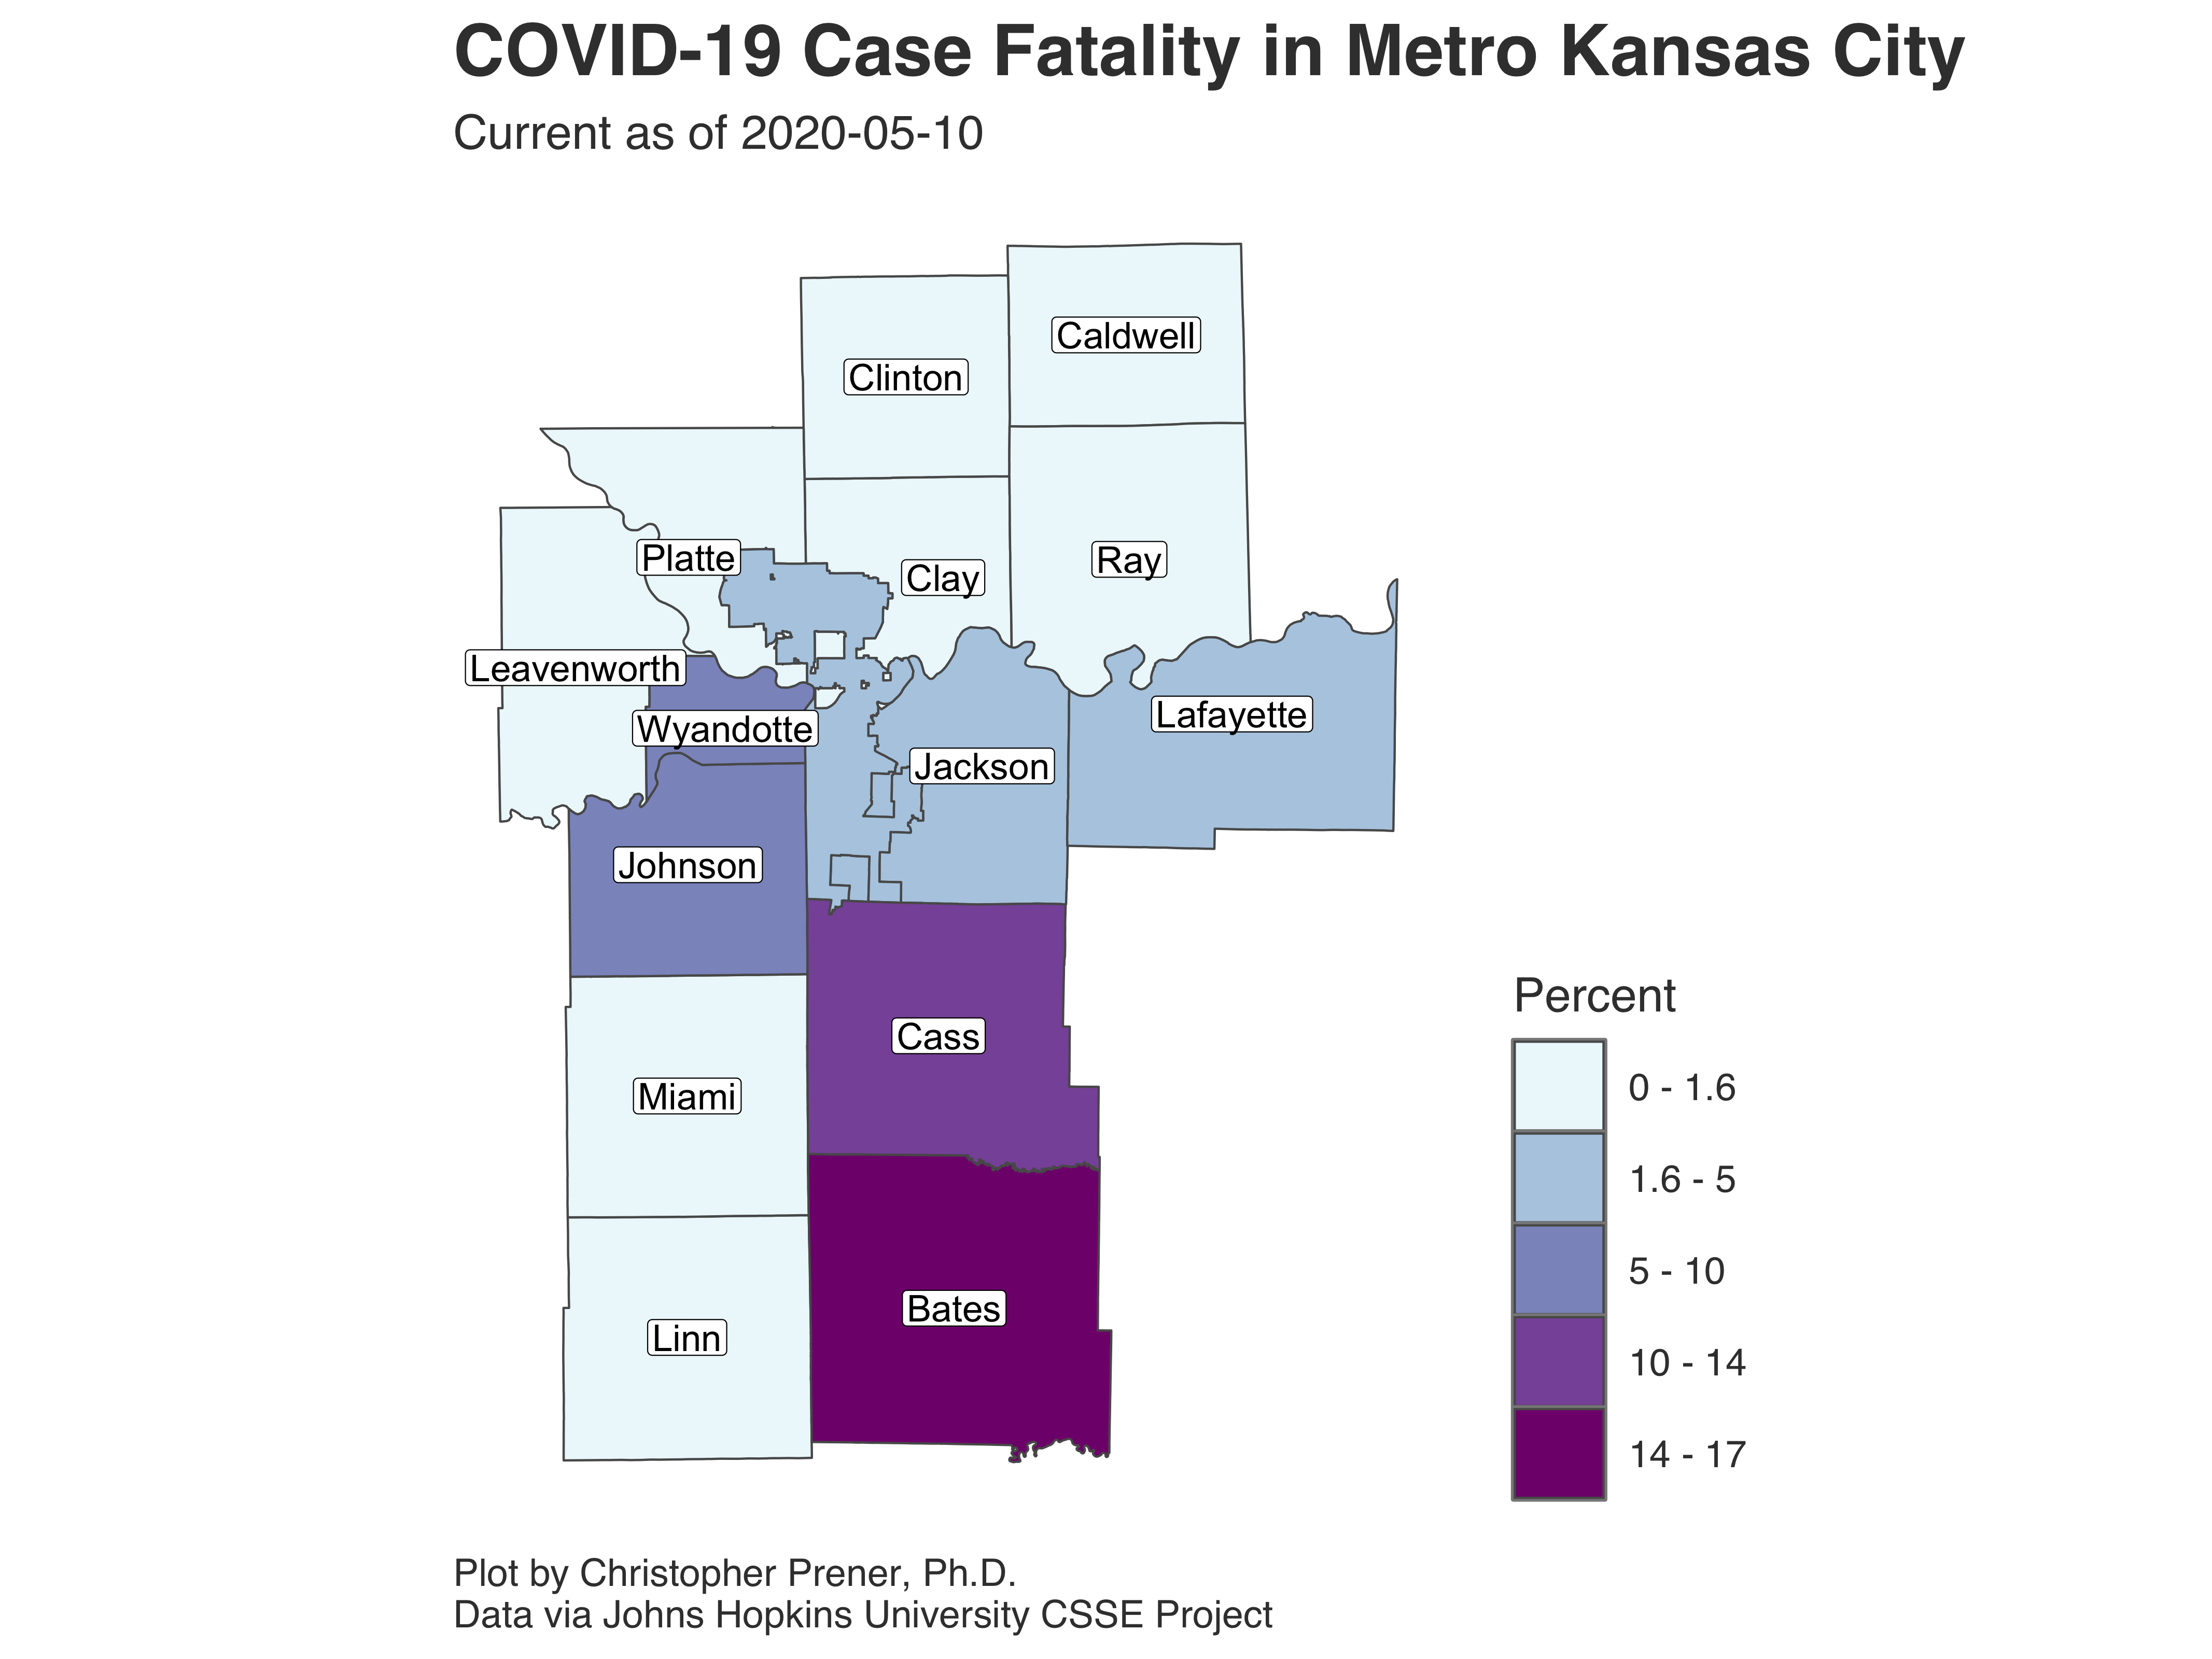 COVID-19 Case Fatality in Metro Kansas City
Current as of 2020-05-10
Caldwell
Clinton
Platte
Clay
Ray
Leavenworth
Wyandotte
Lafayette
Jackson
Johnson
Cass
Miami
Bates
Linn
Percent
0 - 1.6
1.6 - 5
5 - 10
10 - 14
14 - 17
Plot by Christopher Prener, Ph.D.
Data via Johns Hopkins University CSSE Project